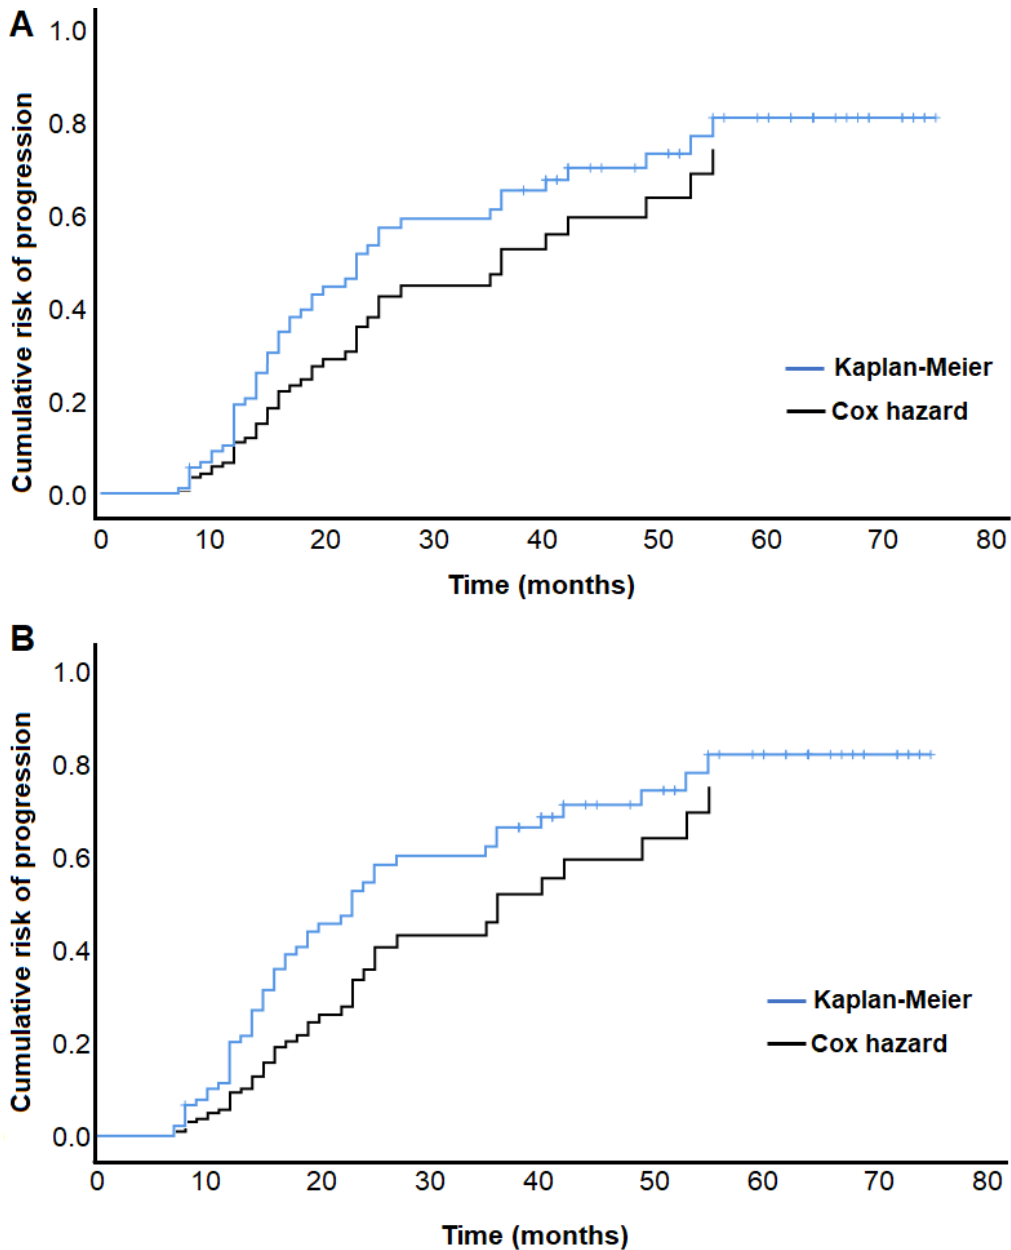 A
1.0
0.8
0.6
0.4
0.2
0.0
Cumulative risk of progression
Kaplan-Meier
Cox hazard
0 10 20 30 40 50 60 70 80
Time (months)
B
1.0
0.8
0.6
0.4
0.2
0.0
Cumulative risk of progression
Kaplan-Meier
Cox hazard
0 10 20 30 40 50 60 70 80
Time (months)